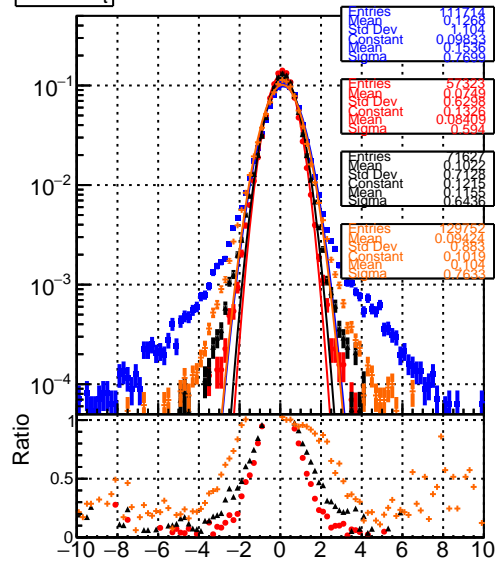 Entries 111714
Mean 0.1268
Std Dev 1.104
Constant 0.09833
Mean 0.1536
Sigma 0.7699
10⁻¹
Entries 57323
Mean 0.0749
Std Dev 0.6298
Constant 0.1326
Mean 0.08409
Sigma 0.594
Entries 71627
Mean 0.1022
Std Dev 0.7128
Constant 0.1215
Mean 0.1155
Sigma 0.6436
10⁻²
Entries 129752
Mean 0.09424
Std Dev 0.883
Constant 0.1019
Mean 0.104
Sigma 0.7633
10⁻³
10⁻⁴
Ratio
1
0.5
0
−10 −8 −6 −4 −2 0 2 4 6 8 10